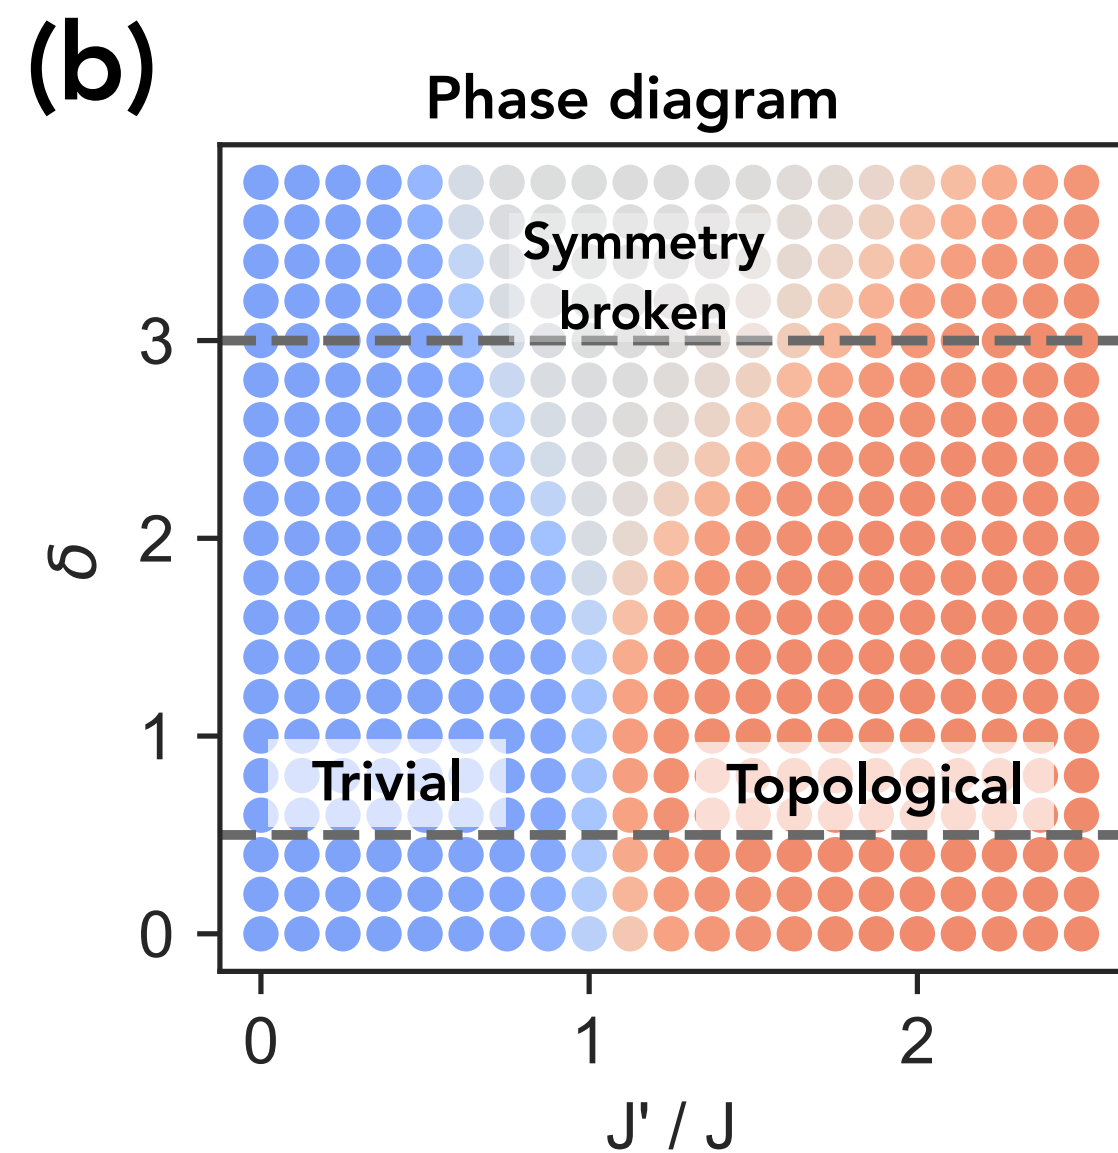 (b)
Phase diagram
Symmetry
broken
3
2
δ
1
Trivial
Topological
0
0 1 2
J' / J